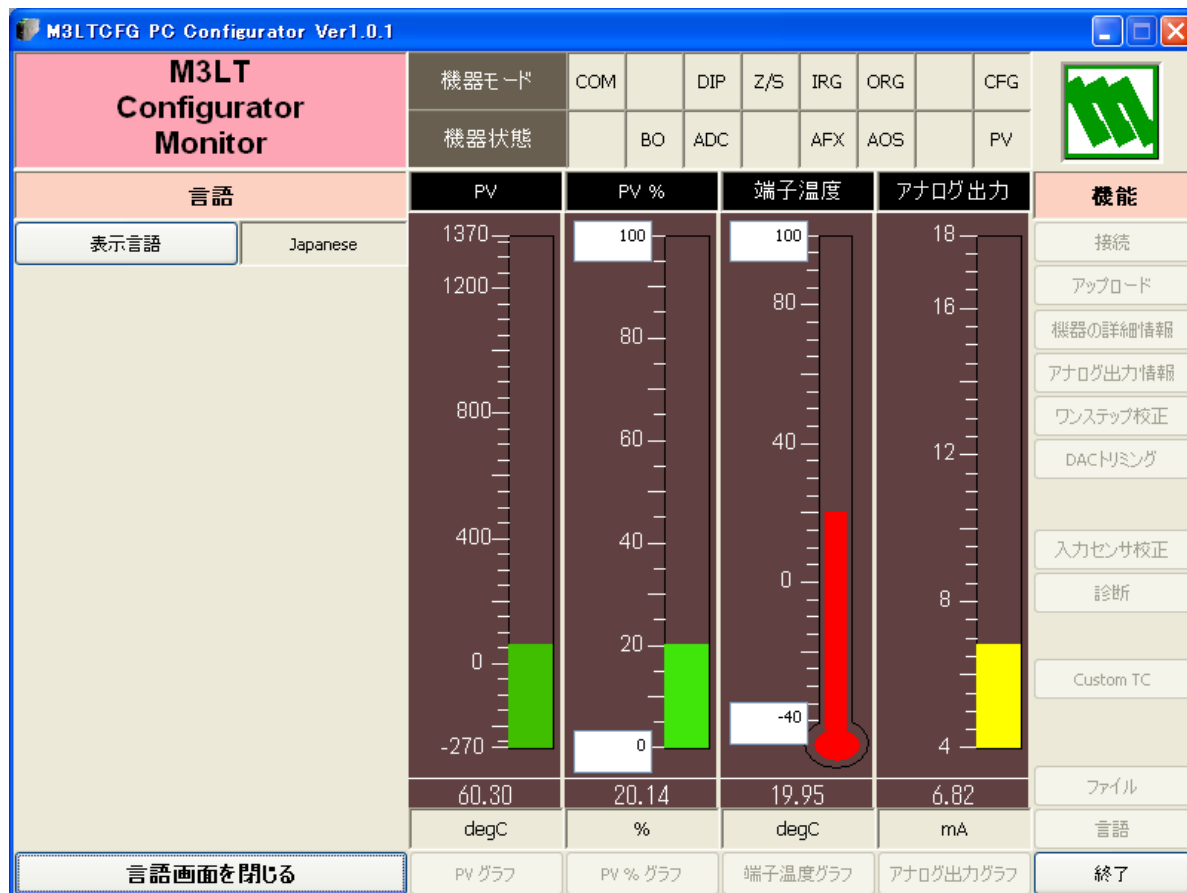 M3LTCFG PC Configurator Ver1.0.1
M3LT
Configurator
Monitor
機器モード
COM
DIP
Z/S
IRG
ORG
CFG
機器状態
BO
ADC
AFX
AOS
PV
言語
表示言語
Japanese
PV
1370
1200
800
400
0
-270
60.30
degC
PV %
100
80
60
40
20
0
20.14
%
端子温度
100
80
40
0
-40
19.95
degC
アナログ出力
18
16
12
8
4
6.82
mA
機能
接続
アップロード
機器の詳細情報
アナログ出力情報
ワンステップ校正
DACトリミング
入力センサ校正
診断
Custom TC
ファイル
言語
言語画面を閉じる
PV グラフ
PV % グラフ
端子温度グラフ
アナログ出力グラフ
終了